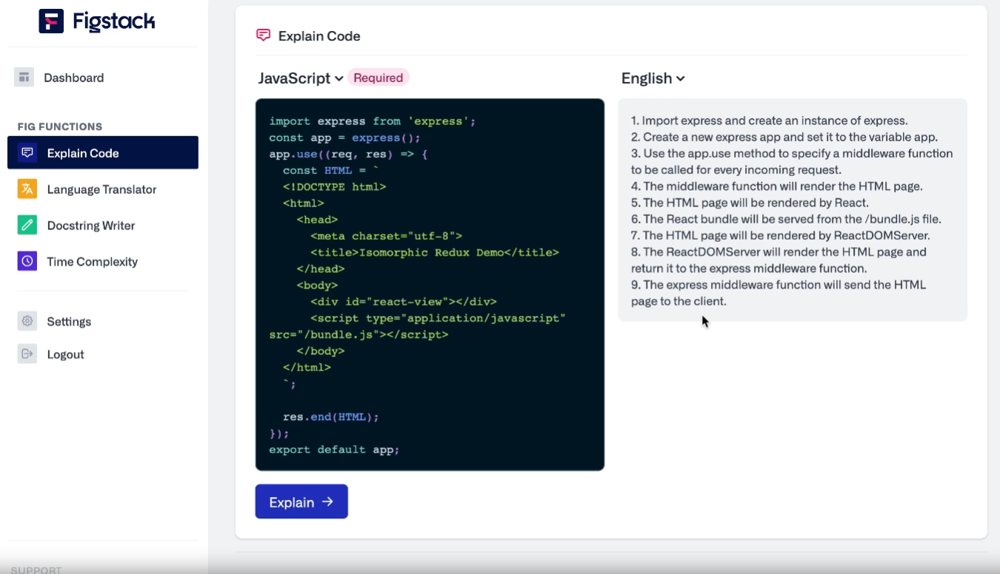 Figstack
Dashboard
FIG FUNCTIONS
Explain Code
Language Translator
Docstring Writer
Time Complexity
Settings
Logout
SUPPORT
Explain Code
JavaScript
Required
import express from 'express';
const app = express();
app.use((req, res) => {
  const HTML = `
  <!DOCTYPE html>
  <html>
    <head>
      <meta charset="utf-8">
      <title>Isomorphic Redux Demo</title>
    </head>
    <body>
      <div id="react-view"></div>
      <script type="application/javascript"
src="/bundle.js"></script>
    </body>
  </html>
  `;
  res.end(HTML);
});
export default app;
Explain →
English
1. Import express and create an instance of express.
2. Create a new express app and set it to the variable app.
3. Use the app.use method to specify a middleware function
to be called for every incoming request.
4. The middleware function will render the HTML page.
5. The HTML page will be rendered by React.
6. The React bundle will be served from the /bundle.js file.
7. The HTML page will be rendered by ReactDOMServer.
8. The ReactDOMServer will render the HTML page and
return it to the express middleware function.
9. The express middleware function will send the HTML
page to the client.